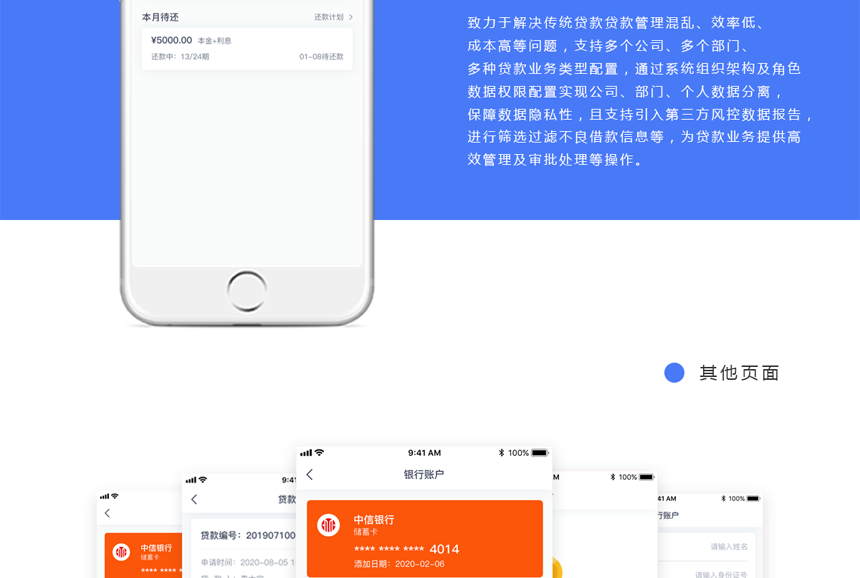 本月待还
还款计划
¥5000.00 本金+利息
还款中：13/24期
01-08待还款
致力于解决传统贷款贷款管理混乱、效率低、
成本高等问题，支持多个公司、多个部门、
多种贷款业务类型配置，通过系统组织架构及角色
数据权限配置实现公司、部门、个人数据分离，
保障数据隐私性，且支持引入第三方风控数据报告，
进行筛选过滤不良借款信息等，为贷款业务提供高
效管理及审批处理等操作。
其他页面
9:41 AM
100%
银行账户
中信银行
储蓄卡
**** **** **** 4014
添加日期：2020-02-06
9:41
贷款
贷款编号：201907100
申请时间：2020-08-05 1
中信银行
储蓄卡
**** ****
M
100%
41 AM
100%
行账户
请输入姓名
请输入身份证号